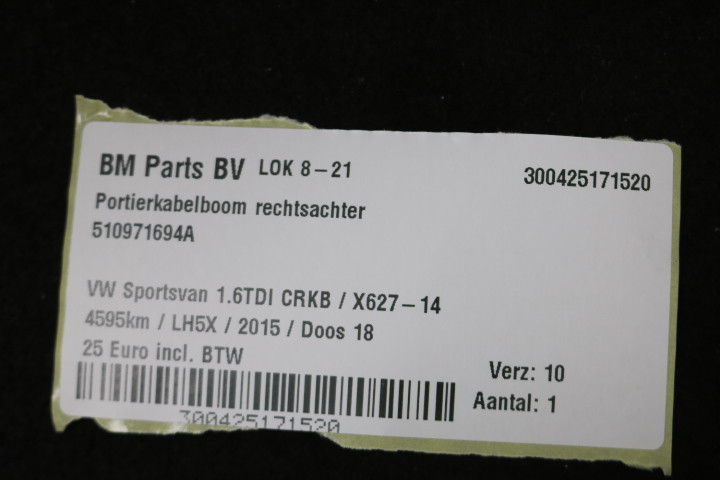 BM Parts BV LOK 8-21
300425171520
Portierkabelboom rechtsachter
510971694A
VW Sportsvan 1.6TDI CRKB / X627-14
4595km / LH5X / 2015 / Doos 18
25 Euro incl. BTW
Verz: 10
Aantal: 1
300425171520